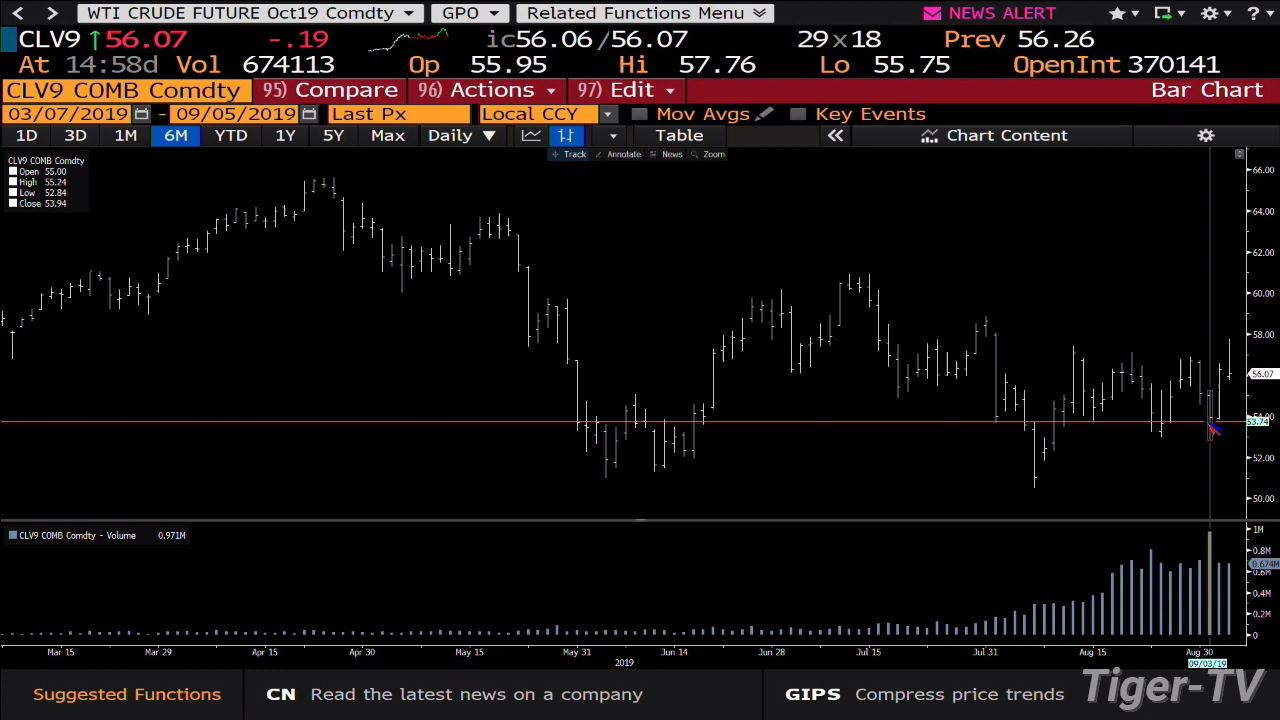 WTI CRUDE FUTURE Oct19 Comdty GPO Related Functions Menu NEWS ALERT ?
CLV9 ↑56.07 -.19 ic56.06/56.07 29x18 Prev 56.26
At 14:58d Vol 674113 Op 55.95 Hi 57.76 Lo 55.75 OpenInt 370141
CLV9 COMB Comdty 95) Compare 96) Actions 97) Edit Bar Chart
03/07/2019 - 09/05/2019 Last Px Local CCY Mov Avgs Key Events
1D 3D 1M 6M YTD 1Y 5Y Max Daily ▼ Table « Chart Content
Track Annotate News Zoom
CLV9 COMB Comdty
Open 55.00
High 55.24
Low 52.84
Close 53.94
66.00
64.00
62.00
60.00
58.00
56.07
54.00
53.74
52.00
50.00
CLV9 COMB Comdty - Volume 0.971M
1M
0.8M
0.674M
0.6M
0.4M
0.2M
0
Mar 15 Mar 29 Apr 15 Apr 30 May 15 May 31 Jun 14 Jun 28 Jul 15 Jul 31 Aug 15 Aug 30
2019 09/03/19
Suggested Functions CN Read the latest news on a company GIPS Compress price trends
Tiger-TV